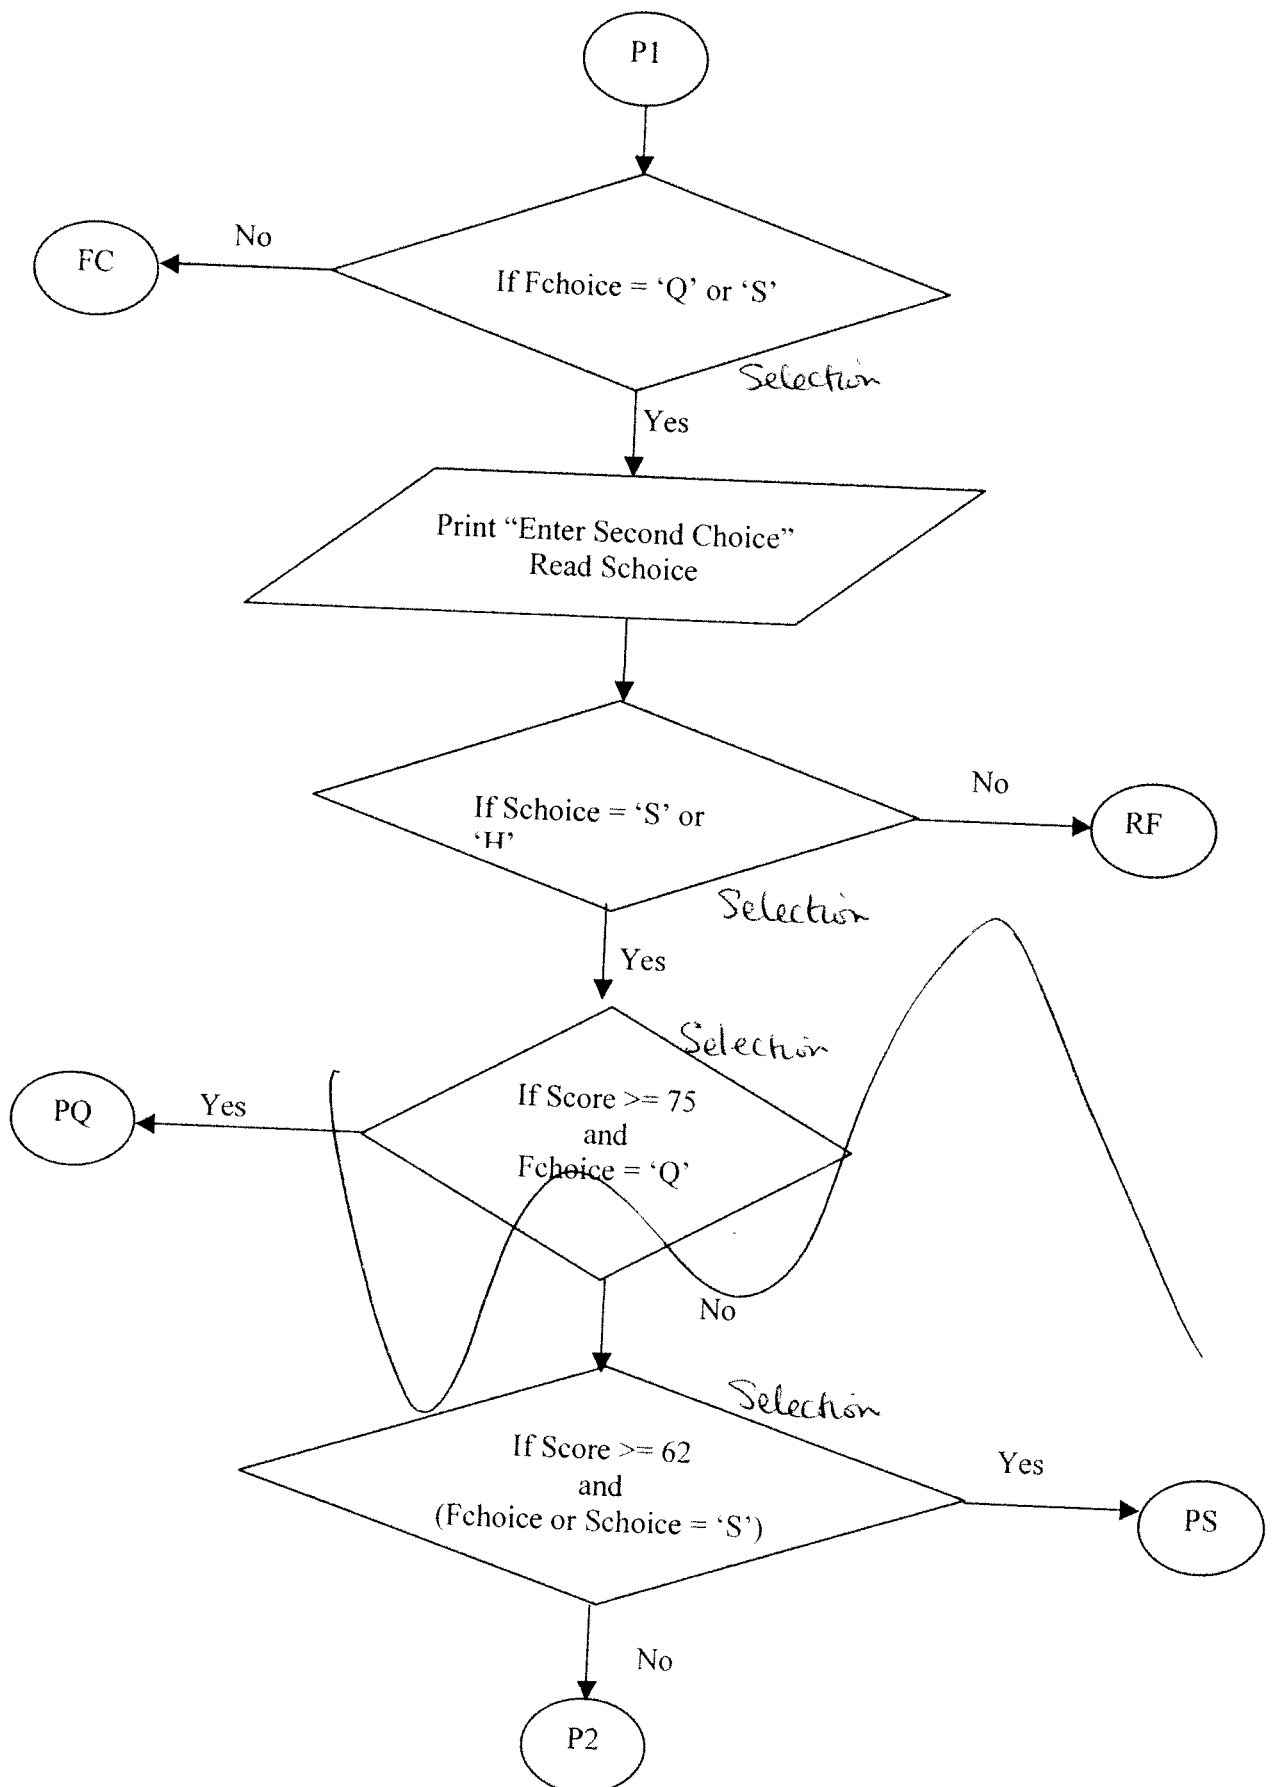 P1
No
FC
If Fchoice = ‘Q’ or ‘S’
Selection
Yes
Print “Enter Second Choice”
Read Schoice
No
If Schoice = ‘S’ or
‘H’
RF
Selection
Yes
Selection
If Score >= 75
and
Fchoice = ‘Q’
Yes
PQ
No
Selection
If Score >= 62
and
(Fchoice or Schoice = ‘S’)
Yes
PS
No
P2